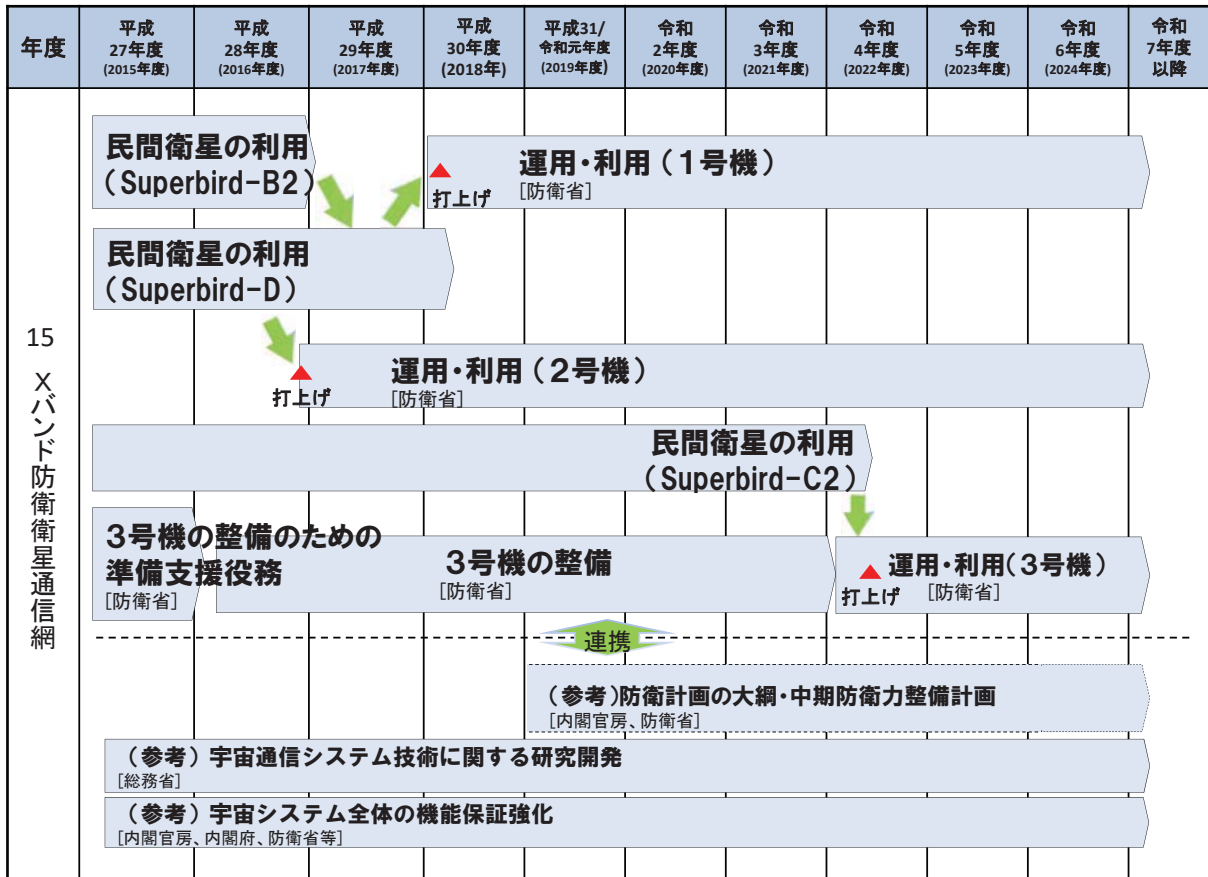 年度
平成
27年度
(2015年度)
平成
28年度
(2016年度)
平成
29年度
(2017年度)
平成
30年度
(2018年)
平成31/
令和元年度
(2019年度)
令和
2年度
(2020年度)
令和
3年度
(2021年度)
令和
4年度
(2022年度)
令和
5年度
(2023年度)
令和
6年度
(2024年度)
令和
7年度
以降
15 Xバンド防衛衛星通信網
民間衛星の利用
（Superbird-B2）
打上げ
運用・利用（1号機）
[防衛省]
民間衛星の利用
（Superbird-D）
打上げ
運用・利用（2号機）
[防衛省]
民間衛星の利用
（Superbird-C2）
3号機の整備のための
準備支援役務
[防衛省]
3号機の整備
[防衛省]
打上げ
運用・利用（3号機）
[防衛省]
連携
（参考）防衛計画の大綱・中期防衛力整備計画
[内閣官房、防衛省]
（参考）宇宙通信システム技術に関する研究開発
[総務省]
（参考）宇宙システム全体の機能保証強化
[内閣官房、内閣府、防衛省等]